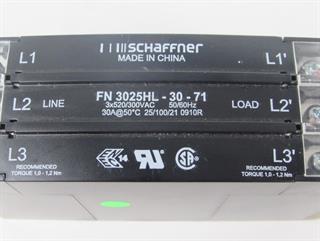 SCHAFFNER
L1 MADE IN CHINA L1'
FN 3025HL - 30 - 71
L2 LINE 3x520/300VAC 50/60Hz LOAD L2'
30A@50°C 25/100/21 0910R
L3 14 L3'
RECOMMENDED RECOMMENDED
TORQUE 1,0 - 1,2 Nm TORQUE 1,0 - 1,2 Nm